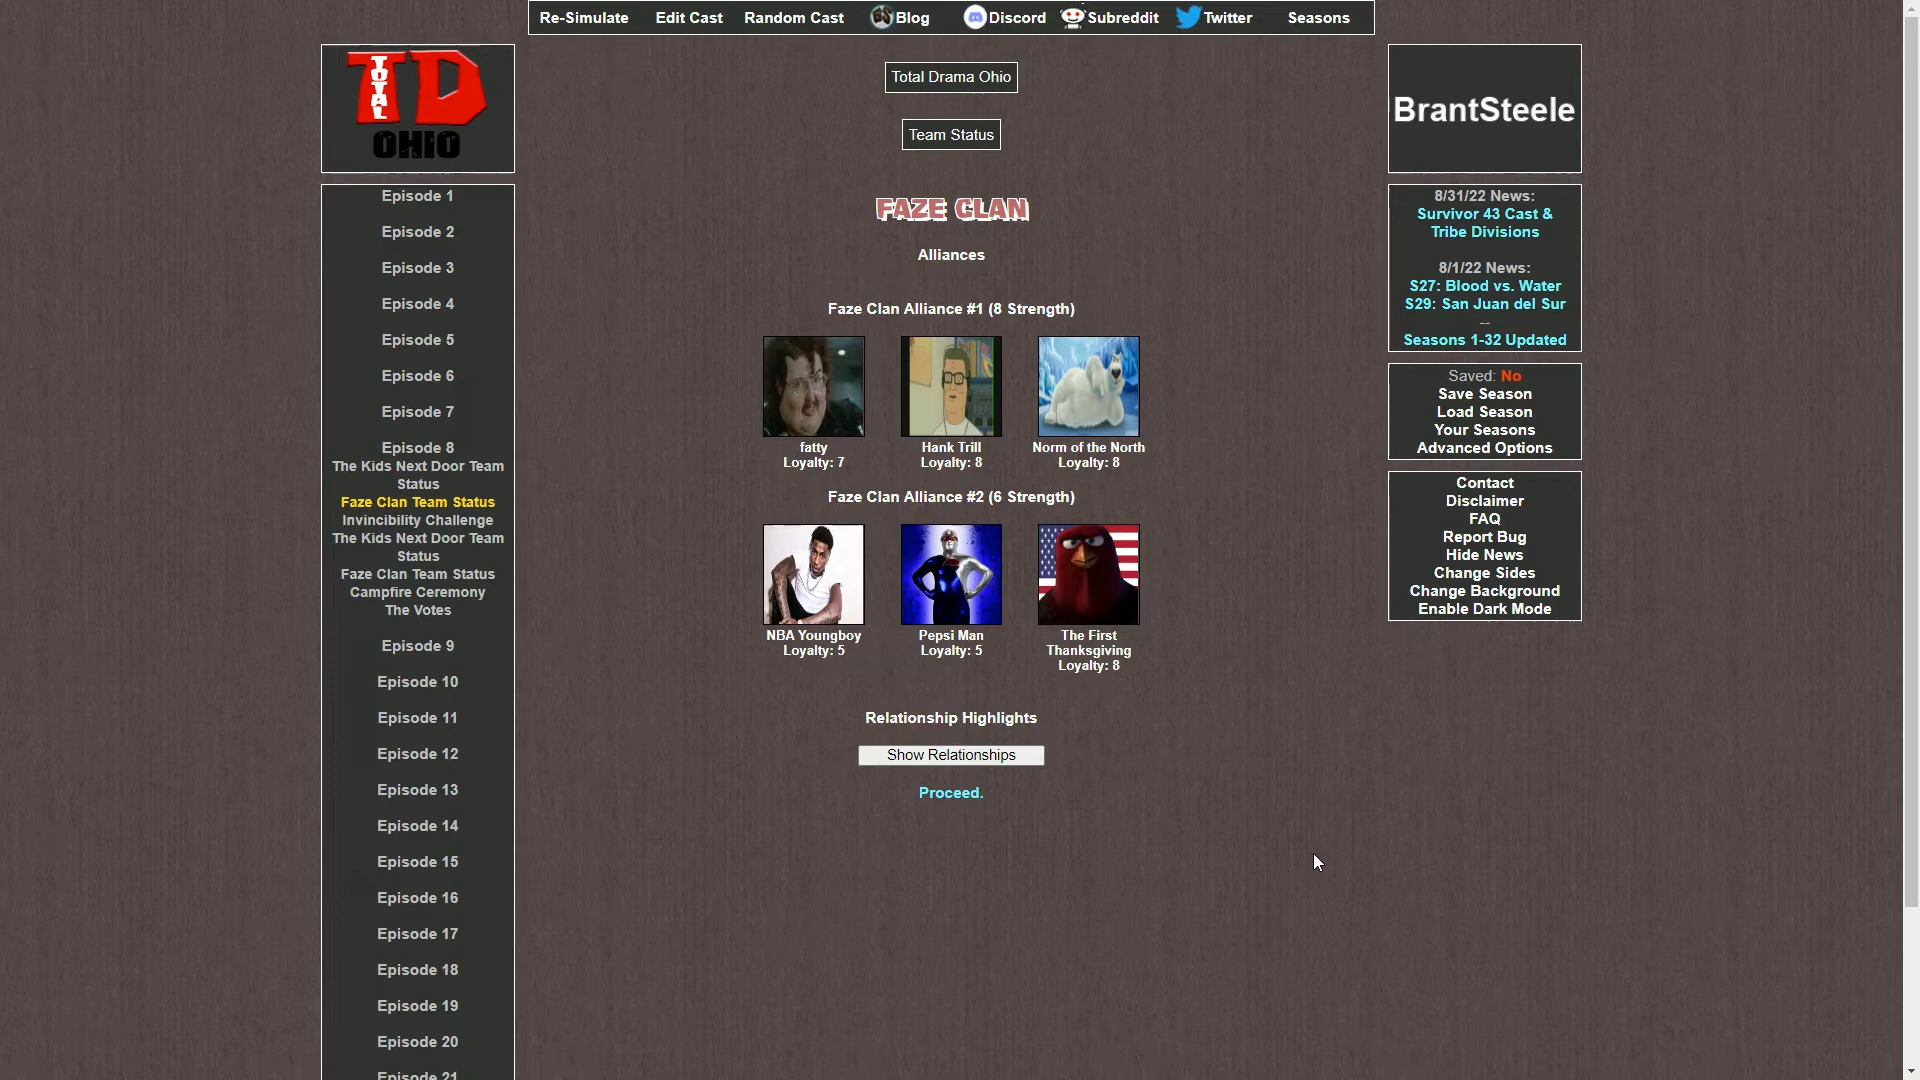 Re-Simulate
Edit Cast
Random Cast
Blog
Discord
Subreddit
Twitter
Seasons
TOTAL
TD
OHIO
Episode 1
Episode 2
Episode 3
Episode 4
Episode 5
Episode 6
Episode 7
Episode 8
The Kids Next Door Team
Status
Faze Clan Team Status
Invincibility Challenge
The Kids Next Door Team
Status
Faze Clan Team Status
Campfire Ceremony
The Votes
Episode 9
Episode 10
Episode 11
Episode 12
Episode 13
Episode 14
Episode 15
Episode 16
Episode 17
Episode 18
Episode 19
Episode 20
Episode 21
Total Drama Ohio
Team Status
FAZE CLAN
Alliances
Faze Clan Alliance #1 (8 Strength)
fatty
Loyalty: 7
Hank Trill
Loyalty: 8
Norm of the North
Loyalty: 8
Faze Clan Alliance #2 (6 Strength)
NBA Youngboy
Loyalty: 5
Pepsi Man
Loyalty: 5
The First
Thanksgiving
Loyalty: 8
Relationship Highlights
Show Relationships
Proceed.
BrantSteele
8/31/22 News:
Survivor 43 Cast &
Tribe Divisions
8/1/22 News:
S27: Blood vs. Water
S29: San Juan del Sur
--
Seasons 1-32 Updated
Saved: No
Save Season
Load Season
Your Seasons
Advanced Options
Contact
Disclaimer
FAQ
Report Bug
Hide News
Change Sides
Change Background
Enable Dark Mode